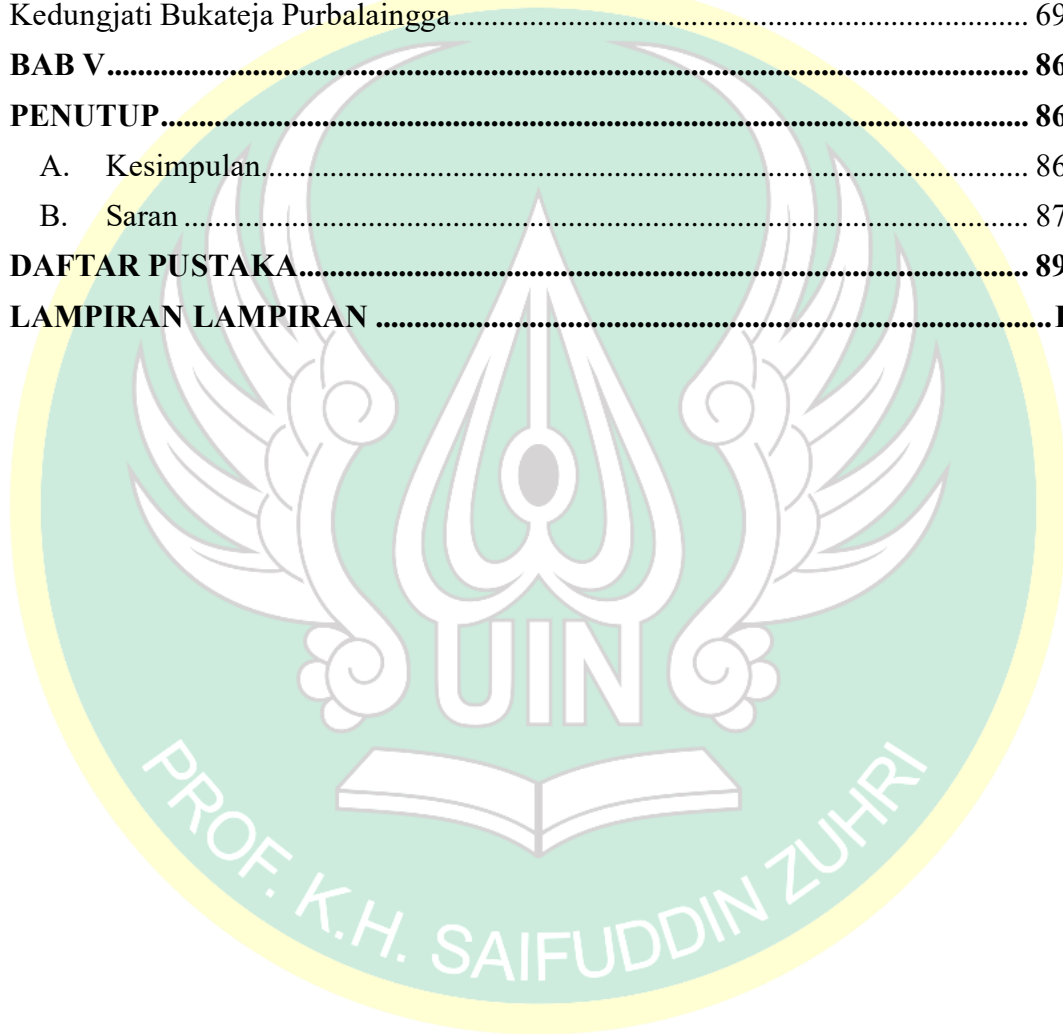 Kedungjati Bukateja Purbalaingga.................................................................................... 69
BAB V.......................................................................................................................... 86
PENUTUP................................................................................................................... 86
A. Kesimpulan.................................................................................................... 86
B. Saran .............................................................................................................. 87
DAFTAR PUSTAKA................................................................................................ 89
LAMPIRAN LAMPIRAN .........................................................................................I
UIN
PROF. K.H. SAIFUDDIN ZUHRI